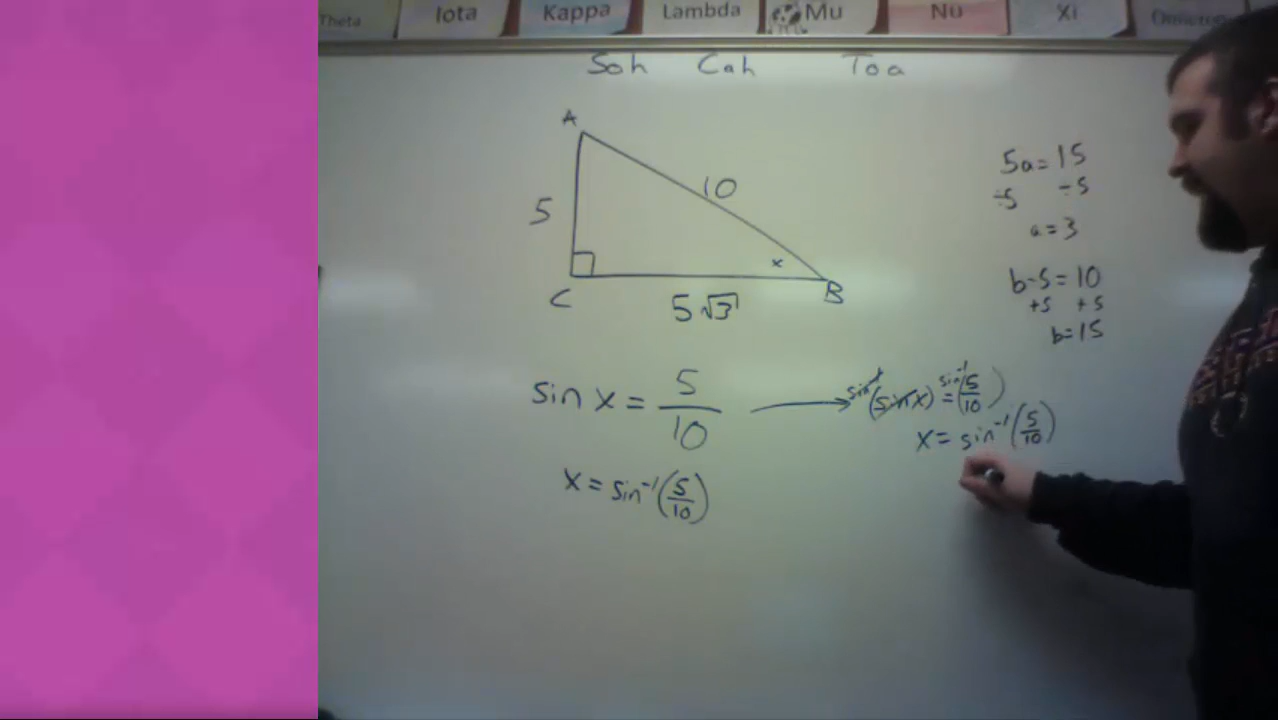 Theta Iota Kappa Lambda Mu Nu Xi Omicron
Soh Cah Toa
A
10
5
x
C
B
5√3
5a=15
÷5 ÷5
a=3
b-5=10
+5 +5
b=15
sin x = 5/10
sin⁻¹(sin x) = sin⁻¹(5/10)
x = sin⁻¹(5/10)
x = sin⁻¹(5/10)